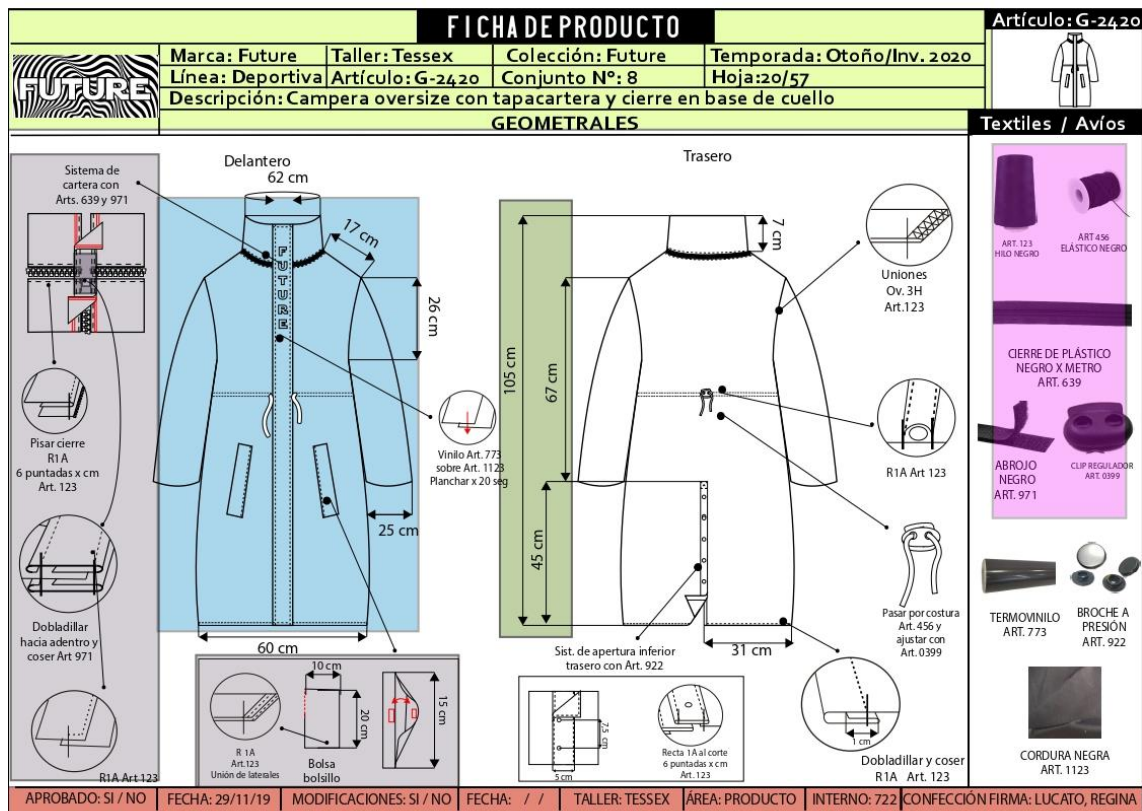 FICHA DE PRODUCTO
Artículo: G-2420
FUTURE
Marca: Future
Taller: Tessex
Colección: Future
Temporada: Otoño/Inv. 2020
Línea: Deportiva
Artículo: G-2420
Conjunto Nº: 8
Hoja:20/57
Descripción: Campera oversize con tapacartera y cierre en base de cuello
GEOMETRALES
Textiles / Avíos
Sistema de
cartera con
Arts. 639 y 971
Pisar cierre
R1A
6 puntadas x cm
Art. 123
Dobladillar
hacia adentro y
coser Art 971
R1A Art 123
Delantero
62 cm
17 cm
26 cm
FUTURE
Vinilo Art. 773
sobre Art. 1123
Planchar x 20 seg
25 cm
60 cm
R 1A
Art.123
Unión de laterales
10 cm
20 cm
Bolsa
bolsillo
15 cm
Trasero
7 cm
105 cm
67 cm
45 cm
31 cm
Sist. de apertura inferior
trasero con Art. 922
7,5 cm
5 cm
Recta 1A al corte
6 puntadas x cm
Art.123
Uniones
Ov. 3H
Art.123
R1A Art 123
Pasar por costura
Art. 456 y
ajustar con
Art. 0399
1 cm
Dobladillar y coser
R1A Art. 123
ART. 123
HILO NEGRO
ART 456
ELÁSTICO NEGRO
CIERRE DE PLÁSTICO
NEGRO X METRO
ART. 639
ABROJO
NEGRO
ART. 971
CLIP REGULADOR
ART. 0399
TERMOVINILO
ART. 773
BROCHE A
PRESIÓN
ART. 922
CORDURA NEGRA
ART. 1123
APROBADO: SI / NO
FECHA: 29/11/19
MODIFICACIONES: SI / NO
FECHA: / /
TALLER: TESSEX
ÁREA: PRODUCTO
INTERNO: 722
CONFECCIÓN FIRMA: LUCATO, REGINA